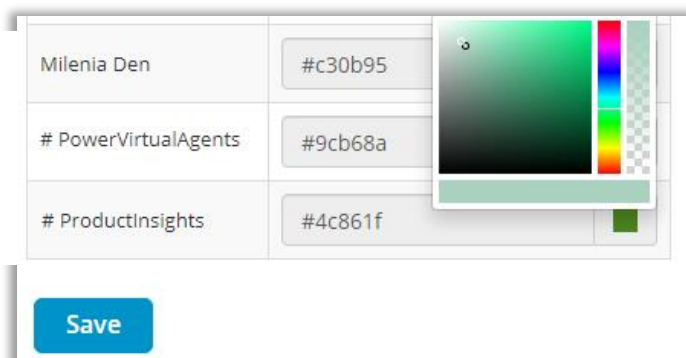 Milenia Den #c30b95
# PowerVirtualAgents #9cb68a
# ProductInsights #4c861f
Save